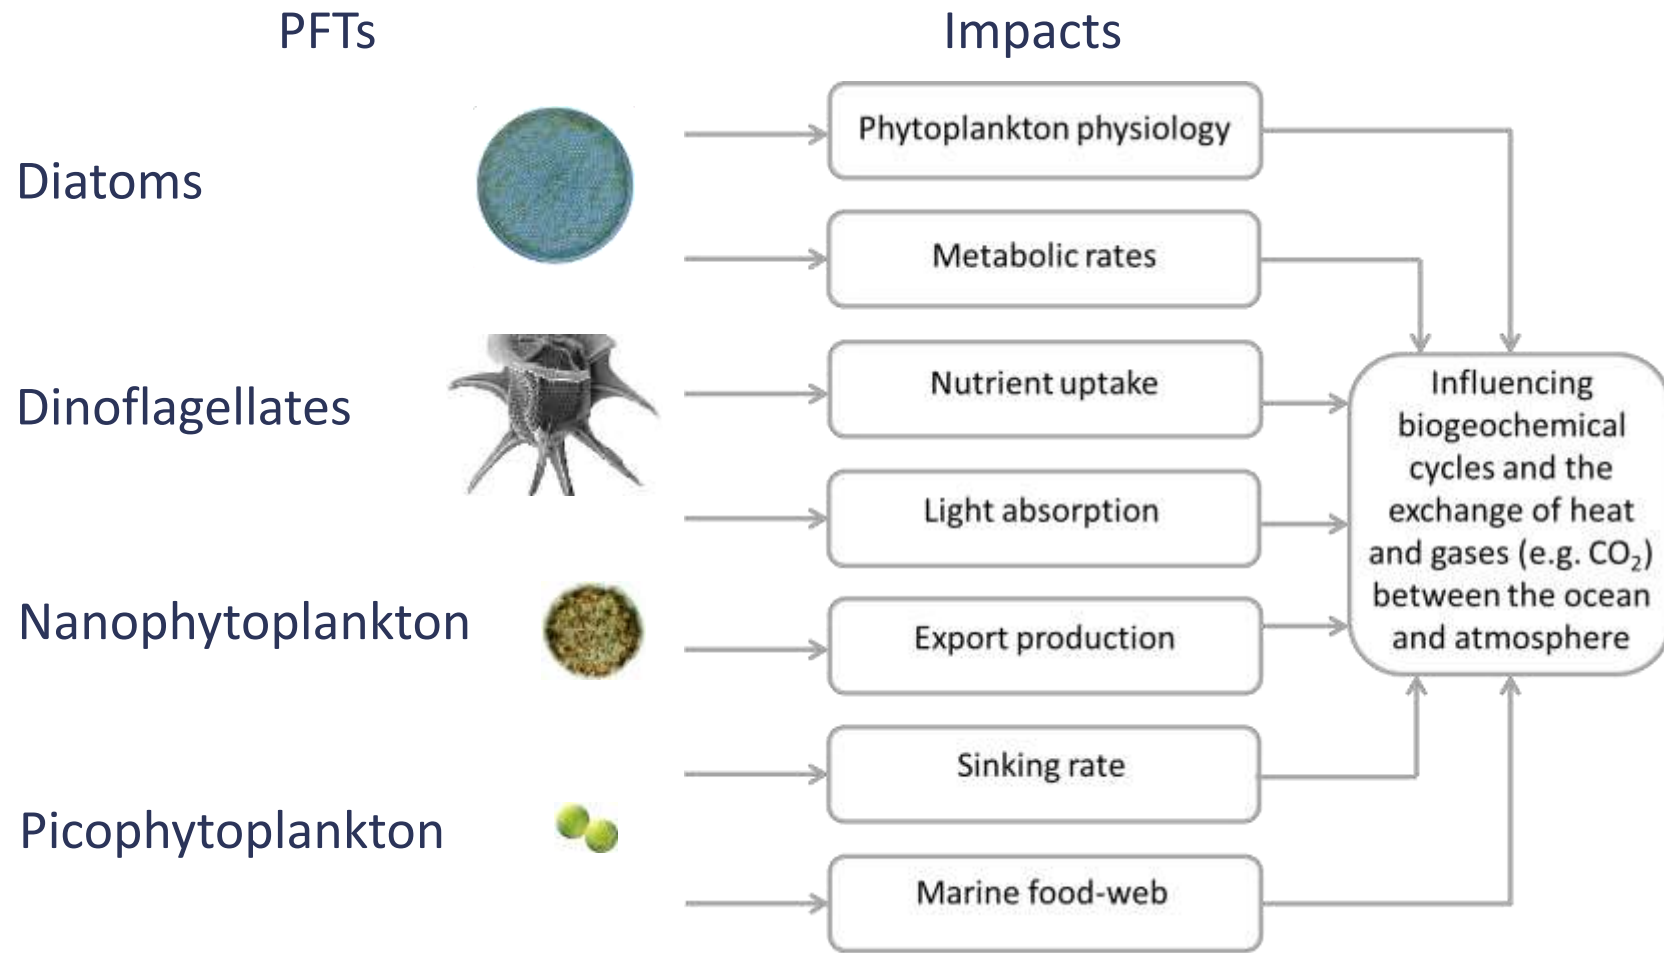 PFTs
Impacts
Diatoms
Dinoflagellates
Nanophytoplankton
Picophytoplankton
Phytoplankton physiology
Metabolic rates
Nutrient uptake
Light absorption
Export production
Sinking rate
Marine food-web
Influencing
biogeochemical
cycles and the
exchange of heat
and gases (e.g. CO₂)
between the ocean
and atmosphere